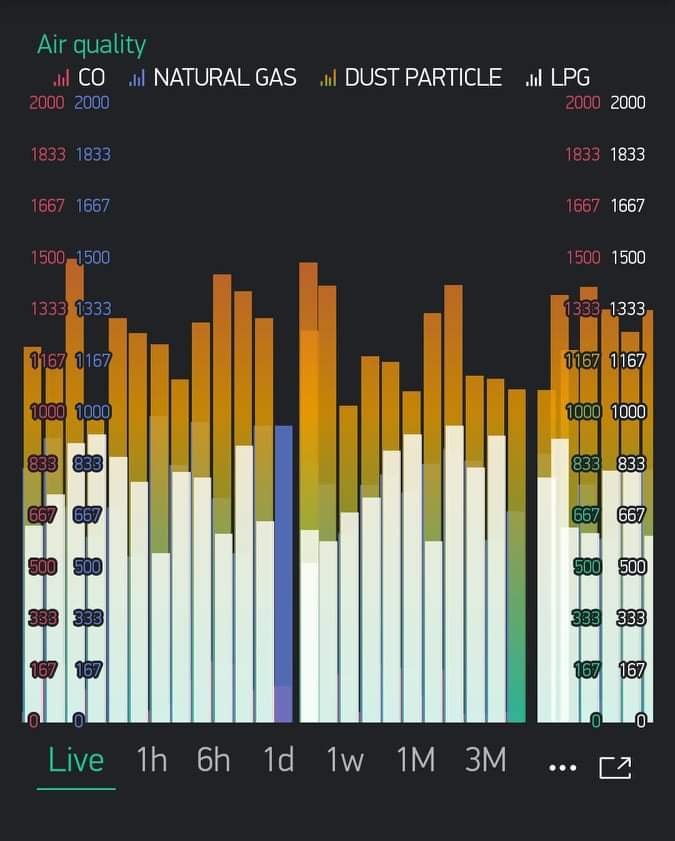 Air quality
CO NATURAL GAS DUST PARTICLE LPG
2000 2000 2000 2000
1833 1833 1833 1833
1667 1667 1667 1667
1500 1500 1500 1500
1333 1333 1333 1333
1167 1167 1167 1167
1000 1000 1000 1000
833 833 833 833
667 667 667 667
500 500 500 500
333 333 333 333
167 167 167 167
0 0 0 0
Live 1h 6h 1d 1w 1M 3M ...